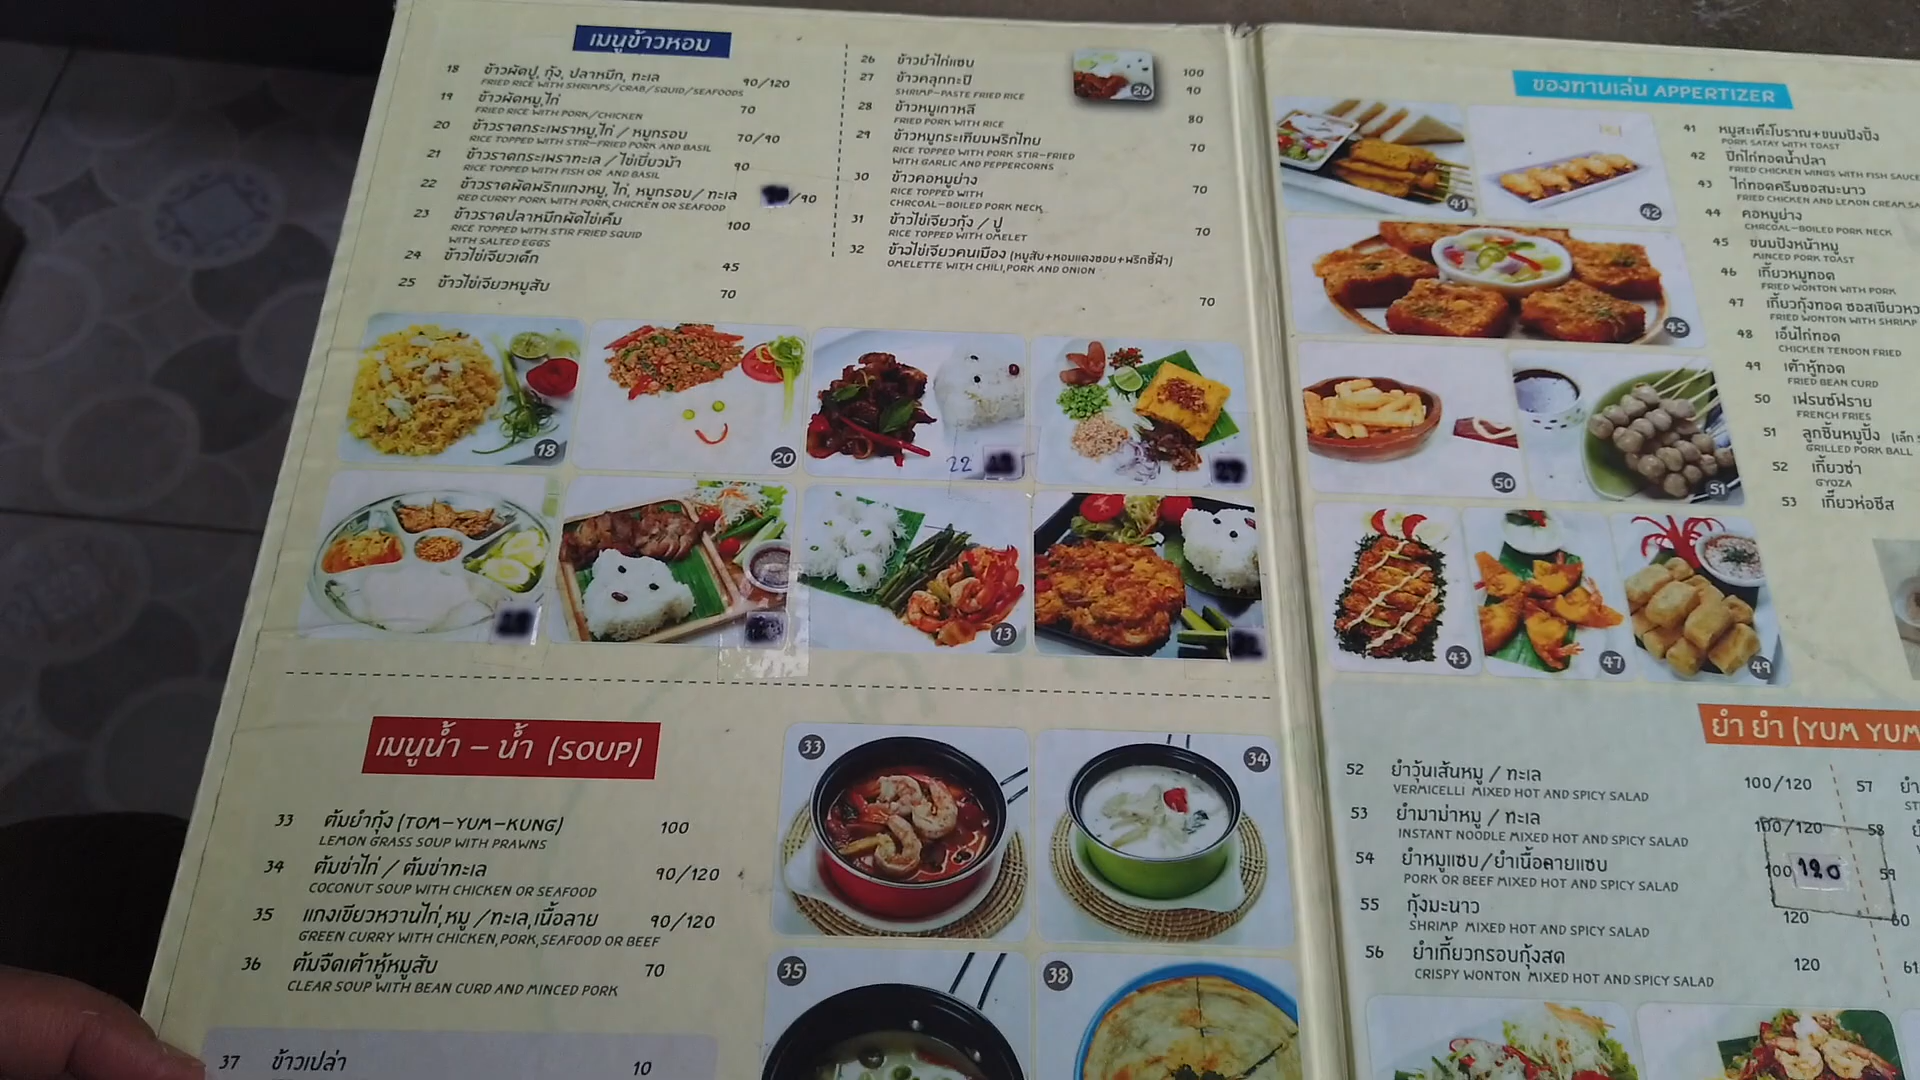 เมนูข้าวหอม
18 ข้าวผัดปู, กุ้ง, ปลาหมึก, ทะเล 90/120
FRIED RICE WITH SHRIMPS/CRAB/SQUID/SEAFOODS
19 ข้าวผัดหมู,ไก่ 70
FRIED RICE WITH PORK/CHICKEN
20 ข้าวราดกระเพราหมู,ไก่ / หมูกรอบ 70/90
RICE TOPPED WITH STIR-FRIED PORK AND BASIL
21 ข้าวราดกระเพราทะเล / ไข่เยี่ยวม้า 90
RICE TOPPED WITH FISH OR AND BASIL
22 ข้าวราดผัดพริกแกงหมู, ไก่, หมูกรอบ/ ทะเล /90
RED CURRY PORK WITH PORK,CHICKEN OR SEAFOOD
23 ข้าวราดปลาหมึกผัดไข่เค็ม 100
RICE TOPPED WITH STIR FRIED SQUID
WITH SALTED EGGS
24 ข้าวไข่เจียวเด็ก 45
25 ข้าวไข่เจียวหมูสับ 70
26 ข้าวยำไก่แซบ 100
27 ข้าวคลุกกะปิ 90
SHRIMP-PASTE FRIED RICE
28 ข้าวหมูเกาหลี 80
FRIED PORK WITH RICE
29 ข้าวหมูกระเทียมพริกไทย 70
RICE TOPPED WITH PORK STIR-FRIED
WITH GARLIC AND PEPPERCORNS
30 ข้าวคอหมูย่าง 70
RICE TOPPED WITH
CHRCOAL-BOILED PORK NECK
31 ข้าวไข่เจียวกุ้ง / ปู 70
RICE TOPPED WITH OMELET
32 ข้าวไข่เจียวคนเมือง (หมูสับ+หอมแดงซอย+พริกขี้ฟ้า)
OMELETTE WITH CHILI,PORK AND ONION
70
26
18
20
22
13
เมนูน้ำ – น้ำ (SOUP)
33 ต้มยำกุ้ง (TOM-YUM-KUNG) 100
LEMON GRASS SOUP WITH PRAWNS
34 ต้มข่าไก่ / ต้มข่าทะเล 90/120
COCONUT SOUP WITH CHICKEN OR SEAFOOD
35 แกงเขียวหวานไก่,หมู /ทะเล,เนื้อลาย 90/120
GREEN CURRY WITH CHICKEN,PORK,SEAFOOD OR BEEF
36 ต้มจืดเต้าหู้หมูสับ 70
CLEAR SOUP WITH BEAN CURD AND MINCED PORK
37 ข้าวเปล่า 10
33
34
35
38
ของทานเล่น APPERTIZER
41 หมูสะเต๊ะโบราณ+ขนมปังปิ้ง
PORK SATAY WITH TOAST
42 ปีกไก่ทอดน้ำปลา
FRIED CHICKEN WINGS WITH FISH SAUCE
43 ไก่ทอดครีมซอสมะนาว
FRIED CHICKEN AND LEMON CREAM
44 คอหมูย่าง
CHRCOAL-BOILED PORK NECK
45 ขนมปังหน้าหมู
MINCED PORK TOAST
46 เกี๊ยวหมูทอด
FRIED WONTON WITH PORK
47 เกี๊ยวกุ้งทอด
FRIED WONTON WITH SHRIMP
48 เอ็นไก่ทอด
CHICKEN TENDON FRIED
49 เต้าหู้ทอด
FRIED BEAN CURD
50 เฟรนซ์ฟราย
FRENCH FRIES
51 ลูกชิ้นหมูปิ้ง
GRILLED PORK BALL
52 เกี๊ยวซ่า
GYOZA
53 เกี๊ยวห่อชีส
41
42
45
50
51
43
47
49
ยำ ยำ (YUM YUM
52 ยำวุ้นเส้นหมู / ทะเล 100/120
VERMICELLI MIXED HOT AND SPICY SALAD
53 ยำมาม่าหมู / ทะเล 100/120
INSTANT NOODLE MIXED HOT AND SPICY SALAD
54 ยำหมูแซบ/ยำเนื้อลายแซบ 100 120
PORK OR BEEF MIXED HOT AND SPICY SALAD
55 กุ้งมะนาว 120
SHRIMP MIXED HOT AND SPICY SALAD
56 ยำเกี๊ยวกรอบกุ้งสด 120
CRISPY WONTON MIXED HOT AND SPICY SALAD
57
58
59
60